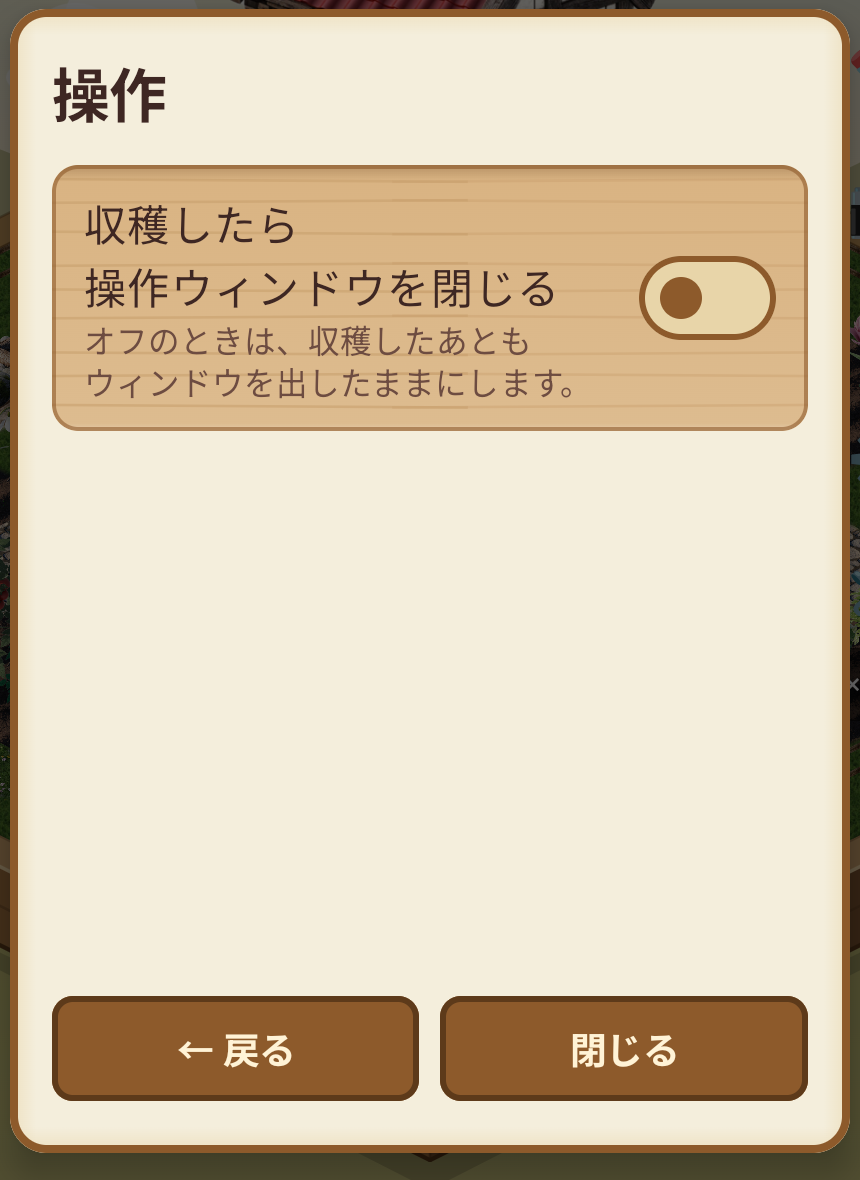 操作
収穫したら
操作ウィンドウを閉じる
オフのときは、収穫したあとも
ウィンドウを出したままにします。
← 戻る
閉じる